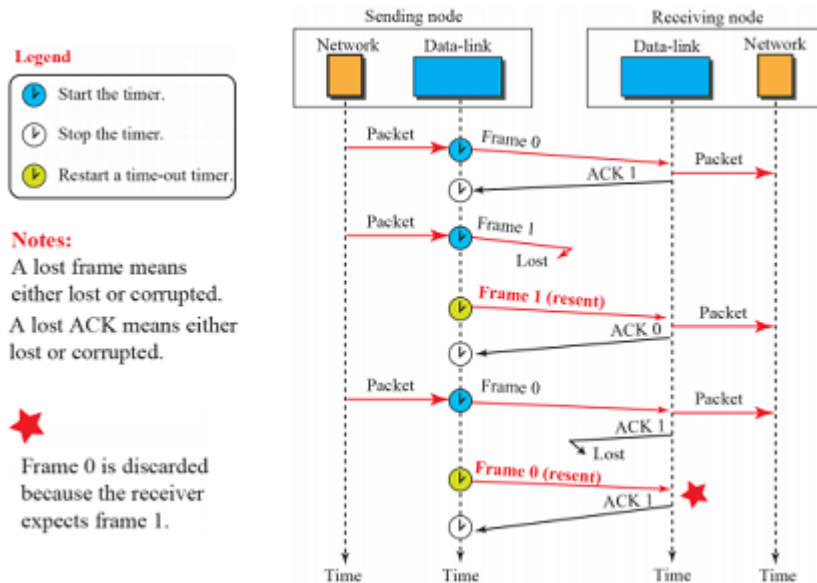 Sending node
Receiving node
Network
Data-link
Data-link
Network
Legend
Start the timer.
Stop the timer.
Restart a time-out timer.
Notes:
A lost frame means
either lost or corrupted.
A lost ACK means either
lost or corrupted.
Frame 0 is discarded
because the receiver
expects frame 1.
Packet
Frame 0
Packet
ACK 1
Packet
Frame 1
Lost
Frame 1 (resent)
Packet
ACK 0
Packet
Frame 0
Packet
ACK 1
Lost
Frame 0 (resent)
ACK 1
Time
Time
Time
Time